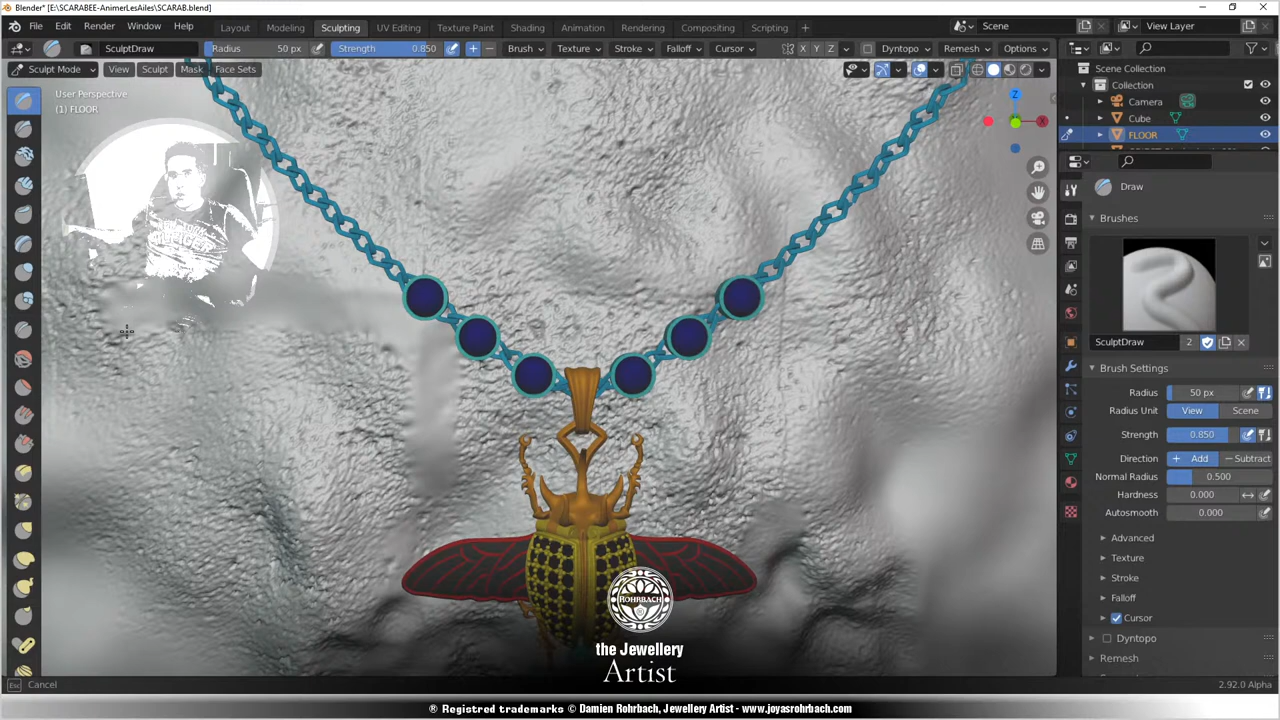 Blender* [E:\SCARABEE-AnimerLesAiles\SCARAB.blend]
File Edit Render Window Help Layout Modeling Sculpting UV Editing Texture Paint Shading Animation Rendering Compositing Scripting Scene View Layer
SculptDraw Radius 50 px Strength 0.850 Brush Texture Stroke Falloff Cursor X Y Z Dyntopo Remesh Options
Sculpt Mode View Sculpt Mask Face Sets
User Perspective
(1) FLOOR
Z
X
NEW YORK
ROHRBACH
the Jewellery
Artist
Scene Collection
Collection
Camera
Cube
FLOOR
Draw
Brushes
SculptDraw 2
Brush Settings
Radius 50 px
Radius Unit View Scene
Strength 0.850
Direction + Add − Subtract
Normal Radius 0.500
Hardness 0.000
Autosmooth 0.000
Advanced
Texture
Stroke
Falloff
Cursor
Dyntopo
Remesh
Esc Cancel 2.92.0 Alpha
® Registered trademarks © Damien Rohrbach, Jewellery Artist - www.joyasrohrbach.com